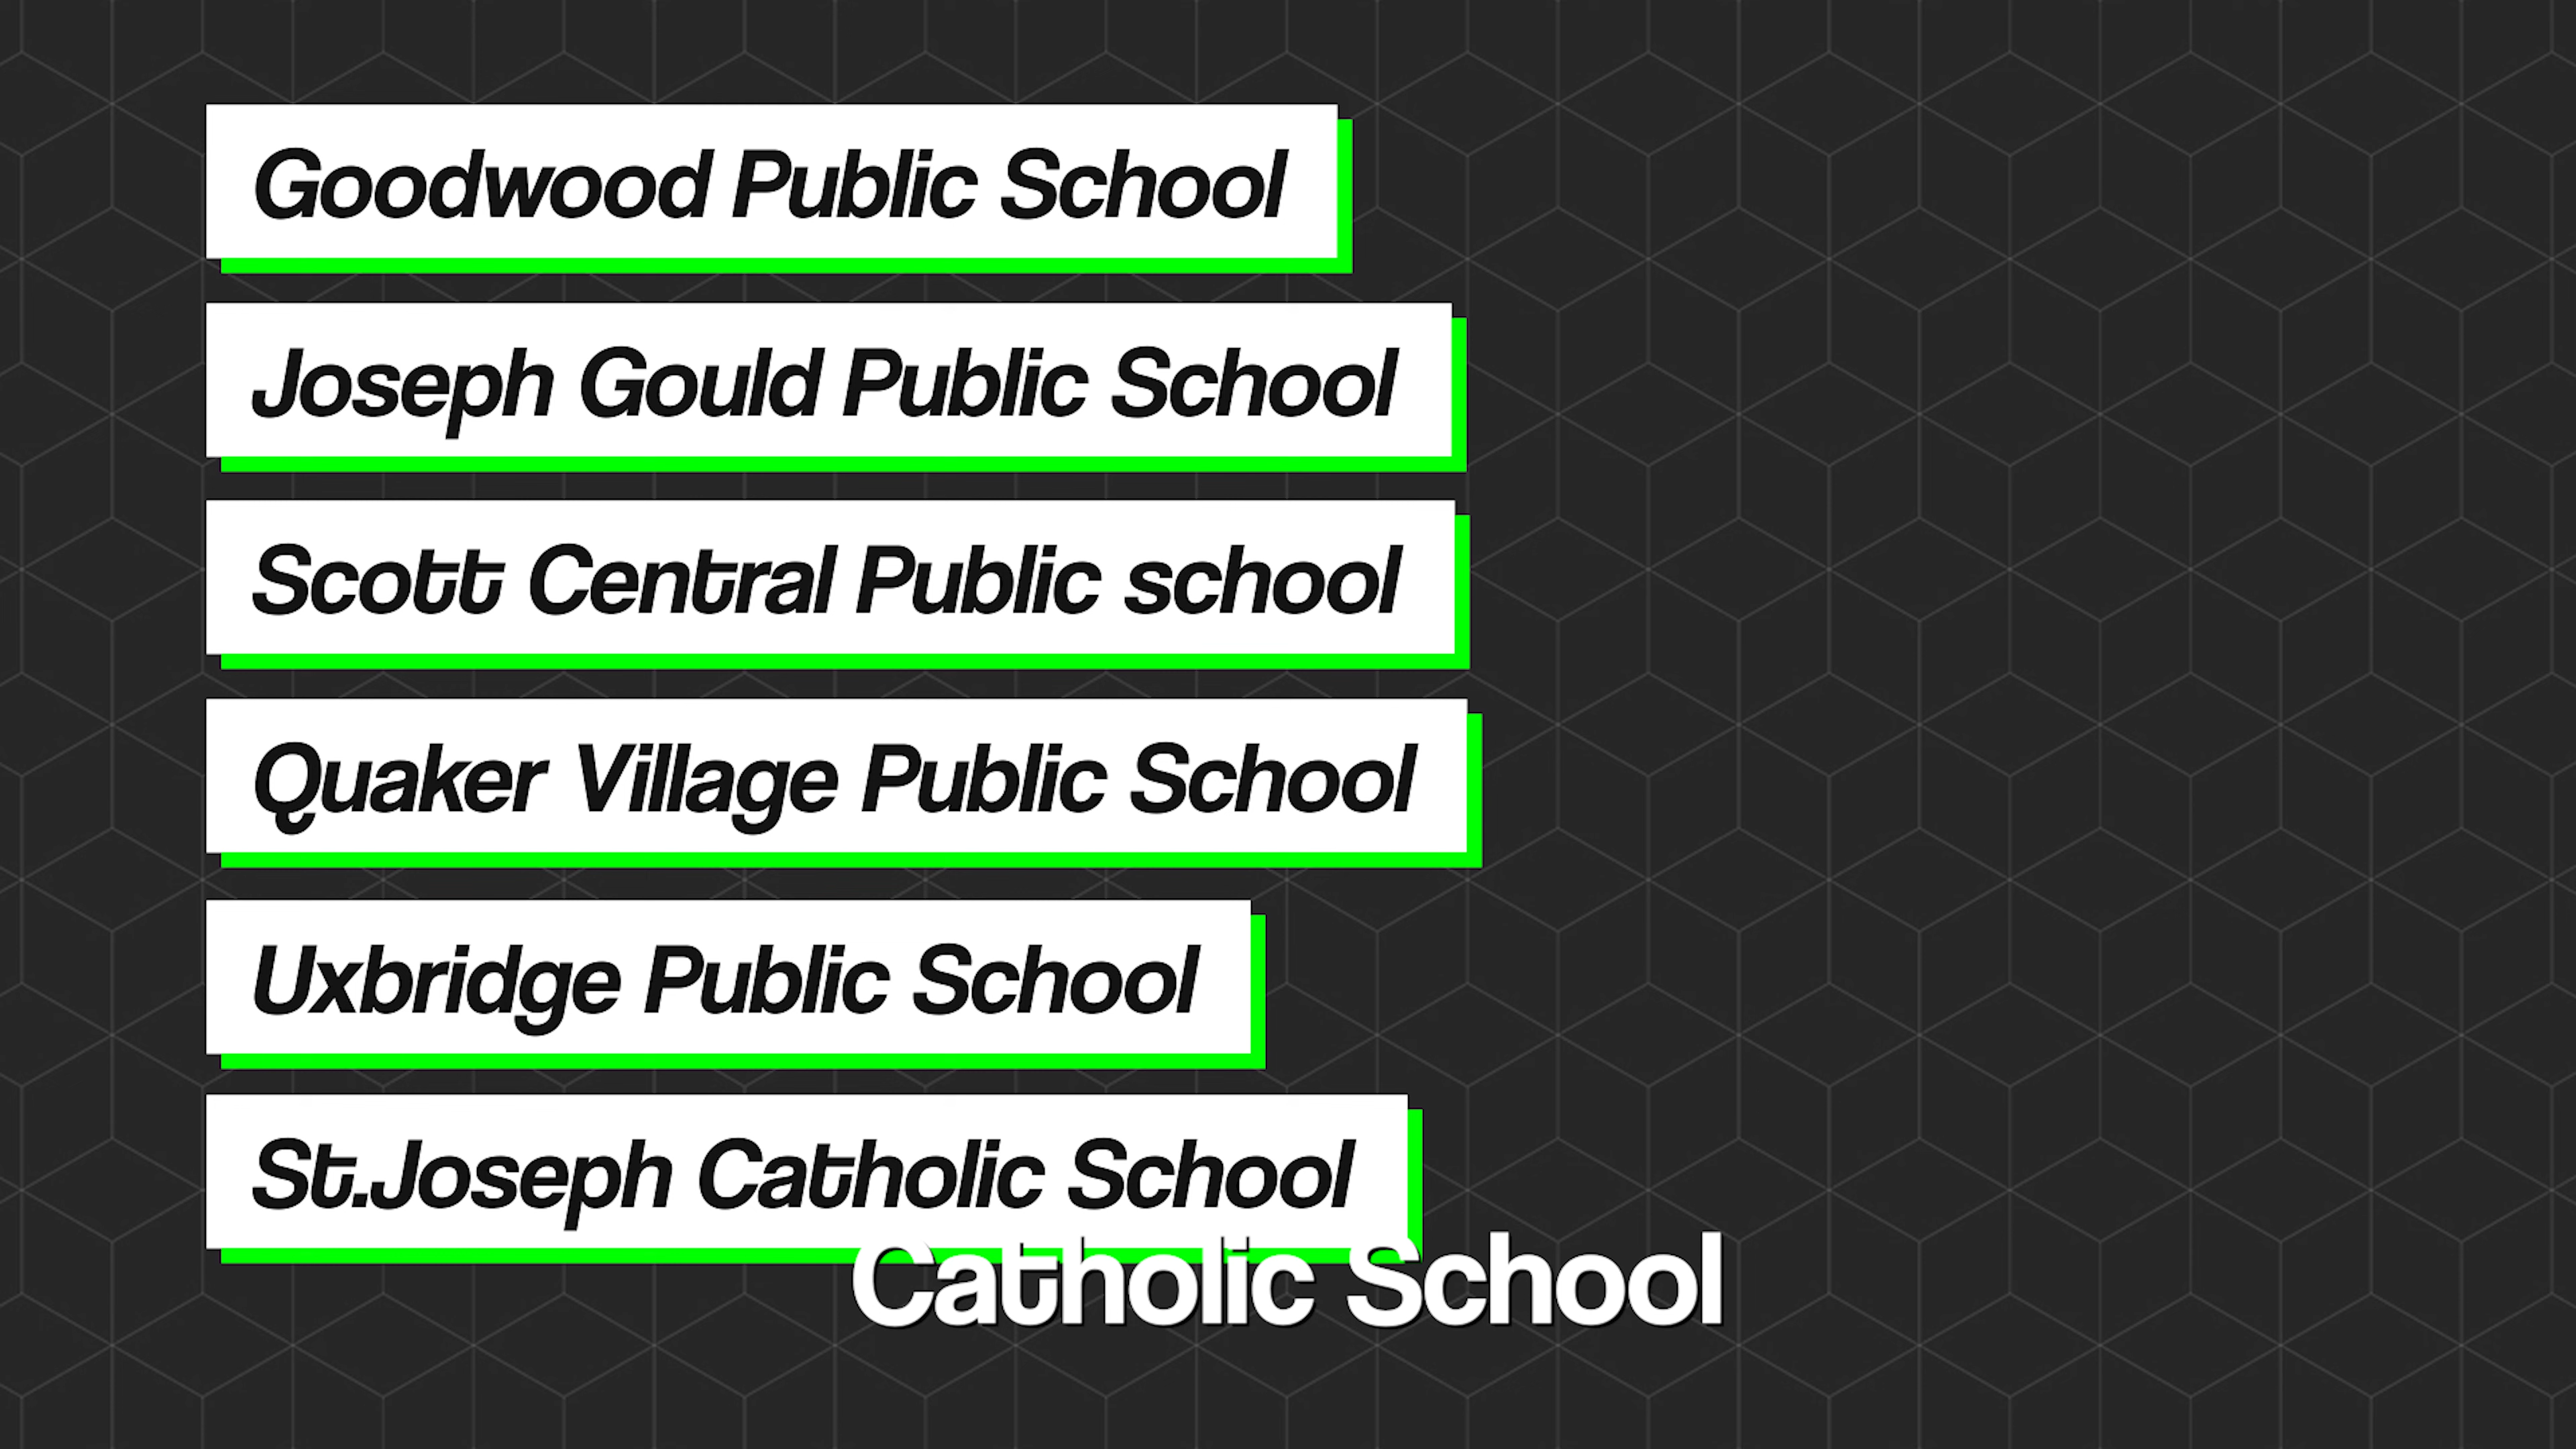 Goodwood Public School
Joseph Gould Public School
Scott Central Public school
Quaker Village Public School
Uxbridge Public School
St.Joseph Catholic School
Catholic School